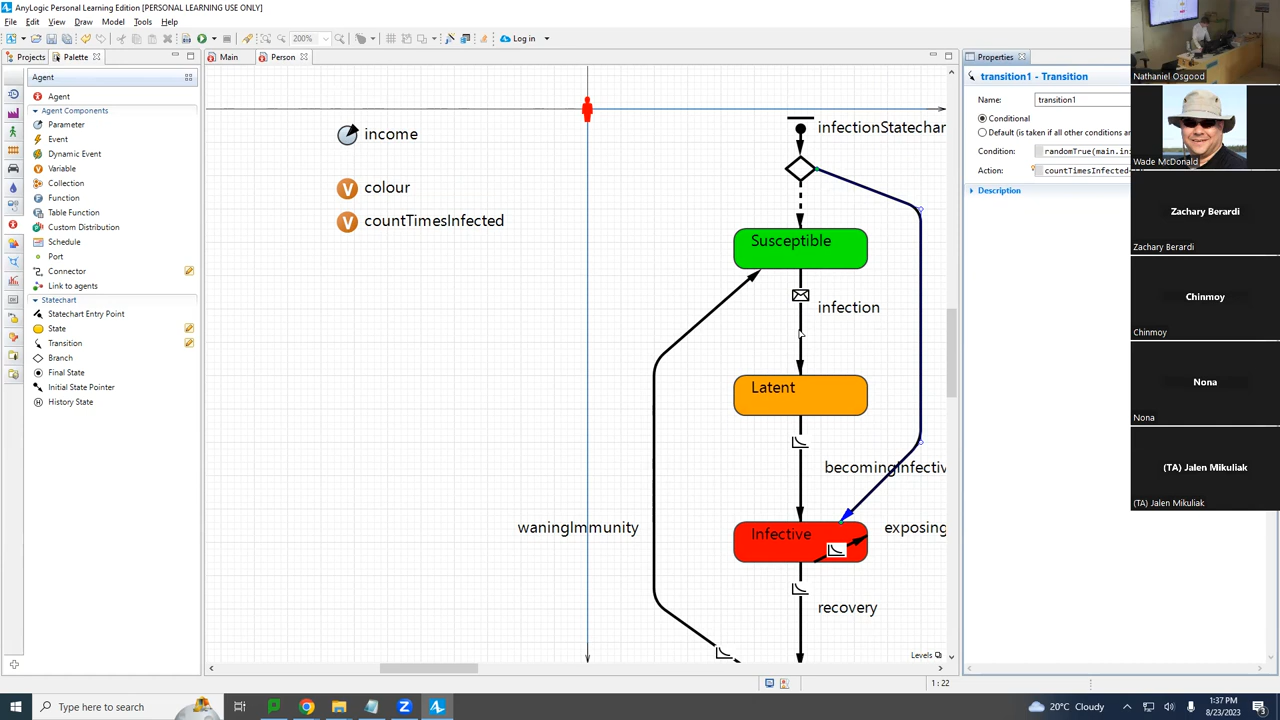 AnyLogic Personal Learning Edition [PERSONAL LEARNING USE ONLY]
File Edit View Draw Model Tools Help
200% Log in
Projects Palette
Agent
Agent
Agent Components
Parameter
Event
Dynamic Event
Variable
Collection
Function
Table Function
Custom Distribution
Schedule
Port
Connector
Link to agents
Statechart
Statechart Entry Point
State
Transition
Branch
Final State
Initial State Pointer
History State
Main Person
income
colour
countTimesInfected
infectionStatechar
Susceptible
infection
Latent
becomingInfectiv
waningImmunity
Infective
exposing
recovery
Levels
Properties
transition1 - Transition
Name: transition1
Conditional
Default (is taken if all other conditions ar
Condition: randomTrue(main.in
Action: countTimesInfected
Description
Nathaniel Osgood
Wade McDonald
Zachary Berardi
Zachary Berardi
Chinmoy
Chinmoy
Nona
Nona
(TA) Jalen Mikuliak
(TA) Jalen Mikuliak
1 : 22
Type here to search
20°C Cloudy
1:37 PM
8/23/2023
3